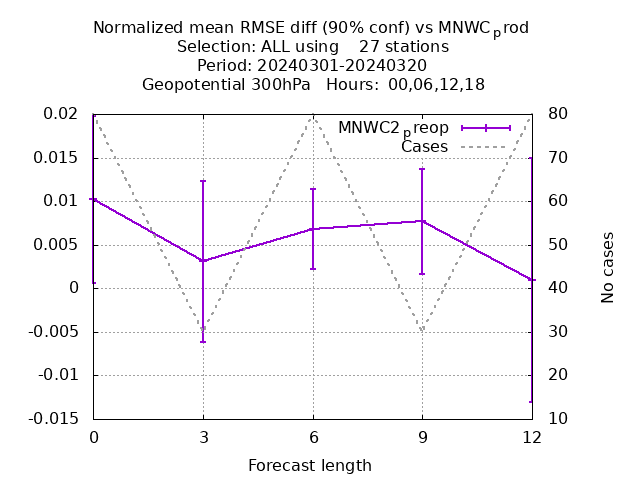 Normalized mean RMSE diff (90% conf) vs MNWCprod
Selection: ALL using    27 stations
Period: 20240301-20240320
Geopotential 300hPa   Hours:  00,06,12,18
MNWC2preop
Cases
0.02
0.015
0.01
0.005
0
-0.005
-0.01
-0.015
80
70
60
50
40
30
20
10
No cases
0 3 6 9 12
Forecast length